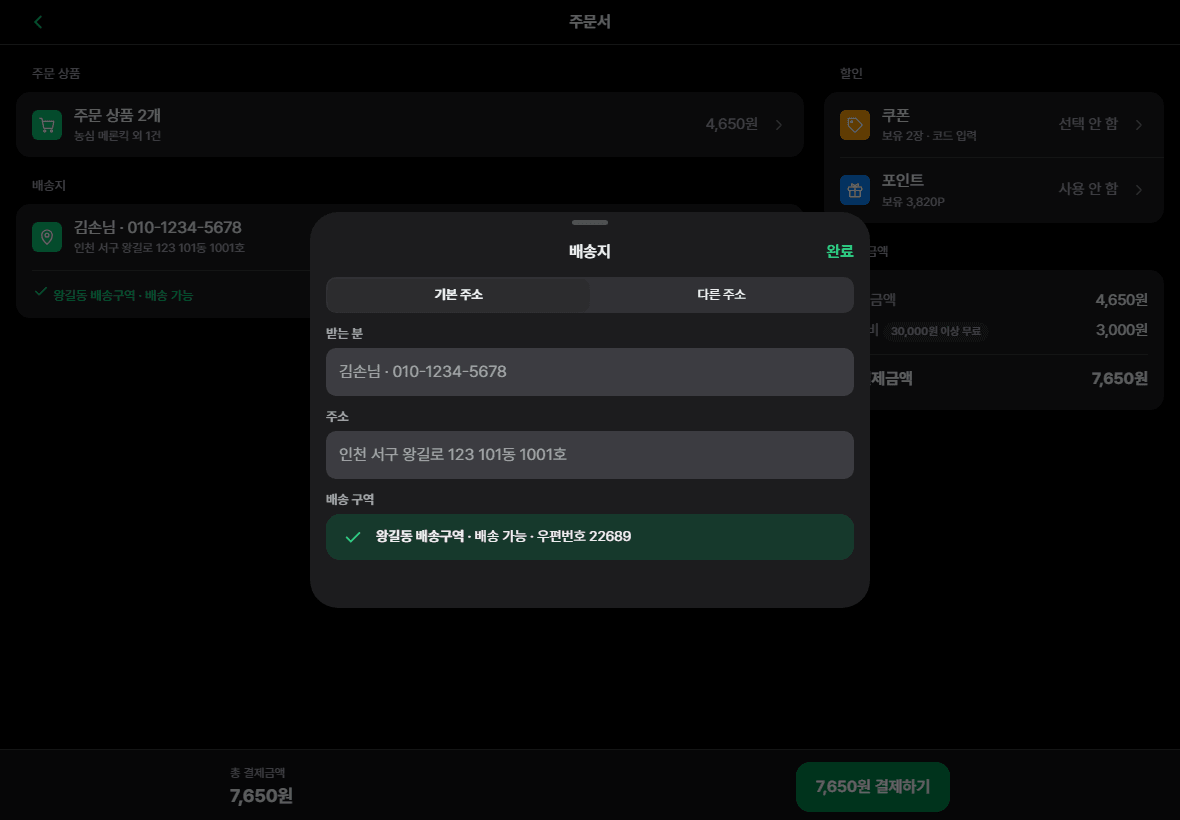 주문서
주문 상품
주문 상품 2개
농심 메론킥 외 1건
4,650원
배송지
김손님 · 010-1234-5678
인천 서구 왕길로 123 101동 1001호
왕길동 배송구역 · 배송 가능
할인
쿠폰
보유 2장 · 코드 입력
선택 안 함
포인트
보유 3,820P
사용 안 함
금액
금액
4,650원
비 30,000원 이상 무료
3,000원
제금액
7,650원
배송지
완료
기본 주소
다른 주소
받는 분
김손님 · 010-1234-5678
주소
인천 서구 왕길로 123 101동 1001호
배송 구역
왕길동 배송구역 · 배송 가능 · 우편번호 22689
총 결제금액
7,650원
7,650원 결제하기